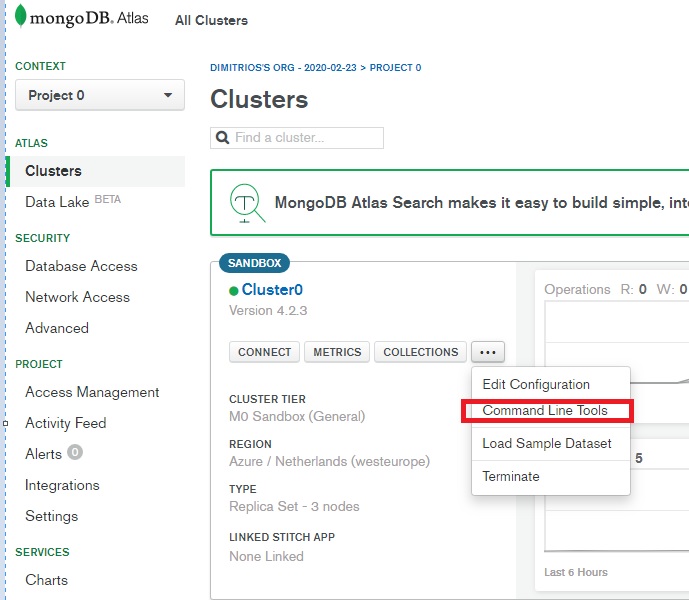 mongoDB. Atlas
All Clusters
CONTEXT
Project 0
ATLAS
Clusters
Data Lake BETA
SECURITY
Database Access
Network Access
Advanced
PROJECT
Access Management
Activity Feed
Alerts 0
Integrations
Settings
SERVICES
Charts
DIMITRIOS'S ORG - 2020-02-23 > PROJECT 0
Clusters
Find a cluster...
T
MongoDB Atlas Search makes it easy to build simple, inte
SANDBOX
Cluster0
Version 4.2.3
CONNECT
METRICS
COLLECTIONS
...
Edit Configuration
Command Line Tools
Load Sample Dataset
Terminate
CLUSTER TIER
M0 Sandbox (General)
REGION
Azure / Netherlands (westeurope)
TYPE
Replica Set - 3 nodes
LINKED STITCH APP
None Linked
Operations R: 0 W: 0
5
Last 6 Hours